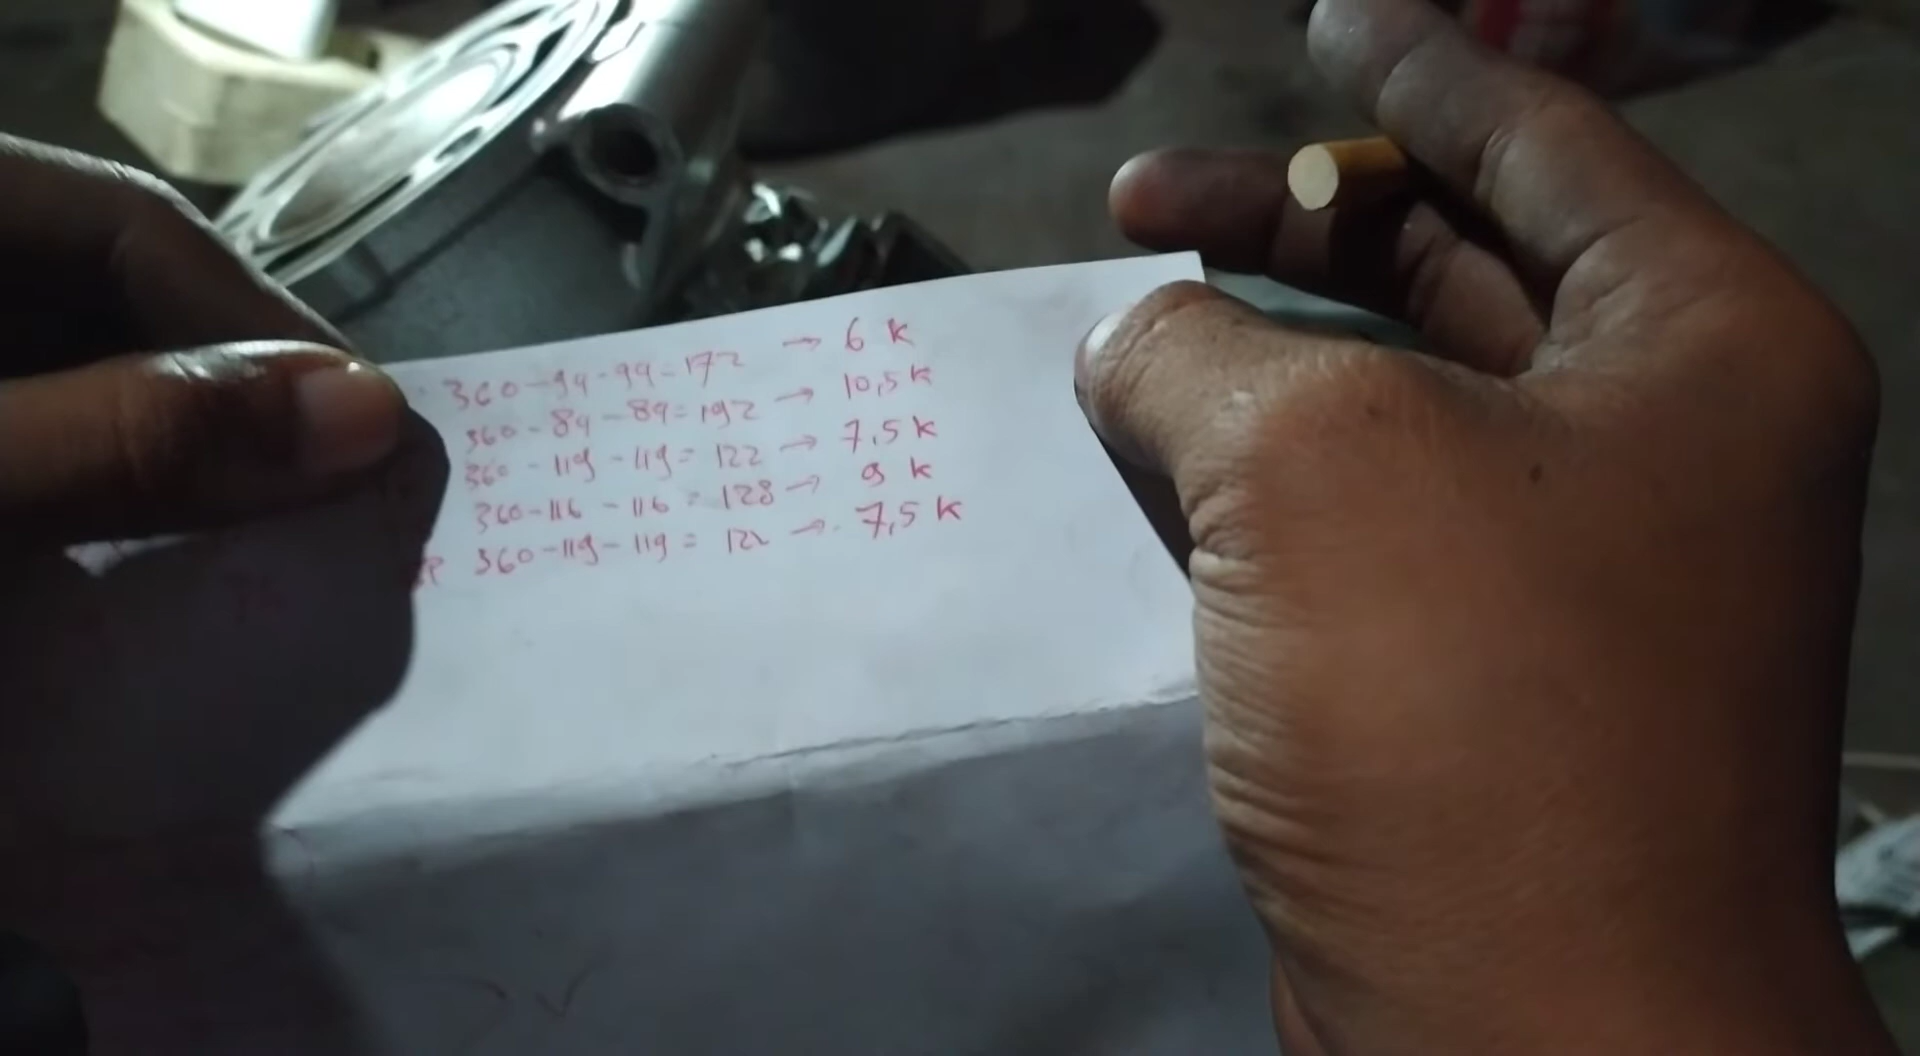 360-94-94-172 → 6 K
360-84-84=192 → 10,5 K
360-119-119=122 → 7,5 K
360-116-116=128 → 9 K
360-119-119=122 → 7,5 K